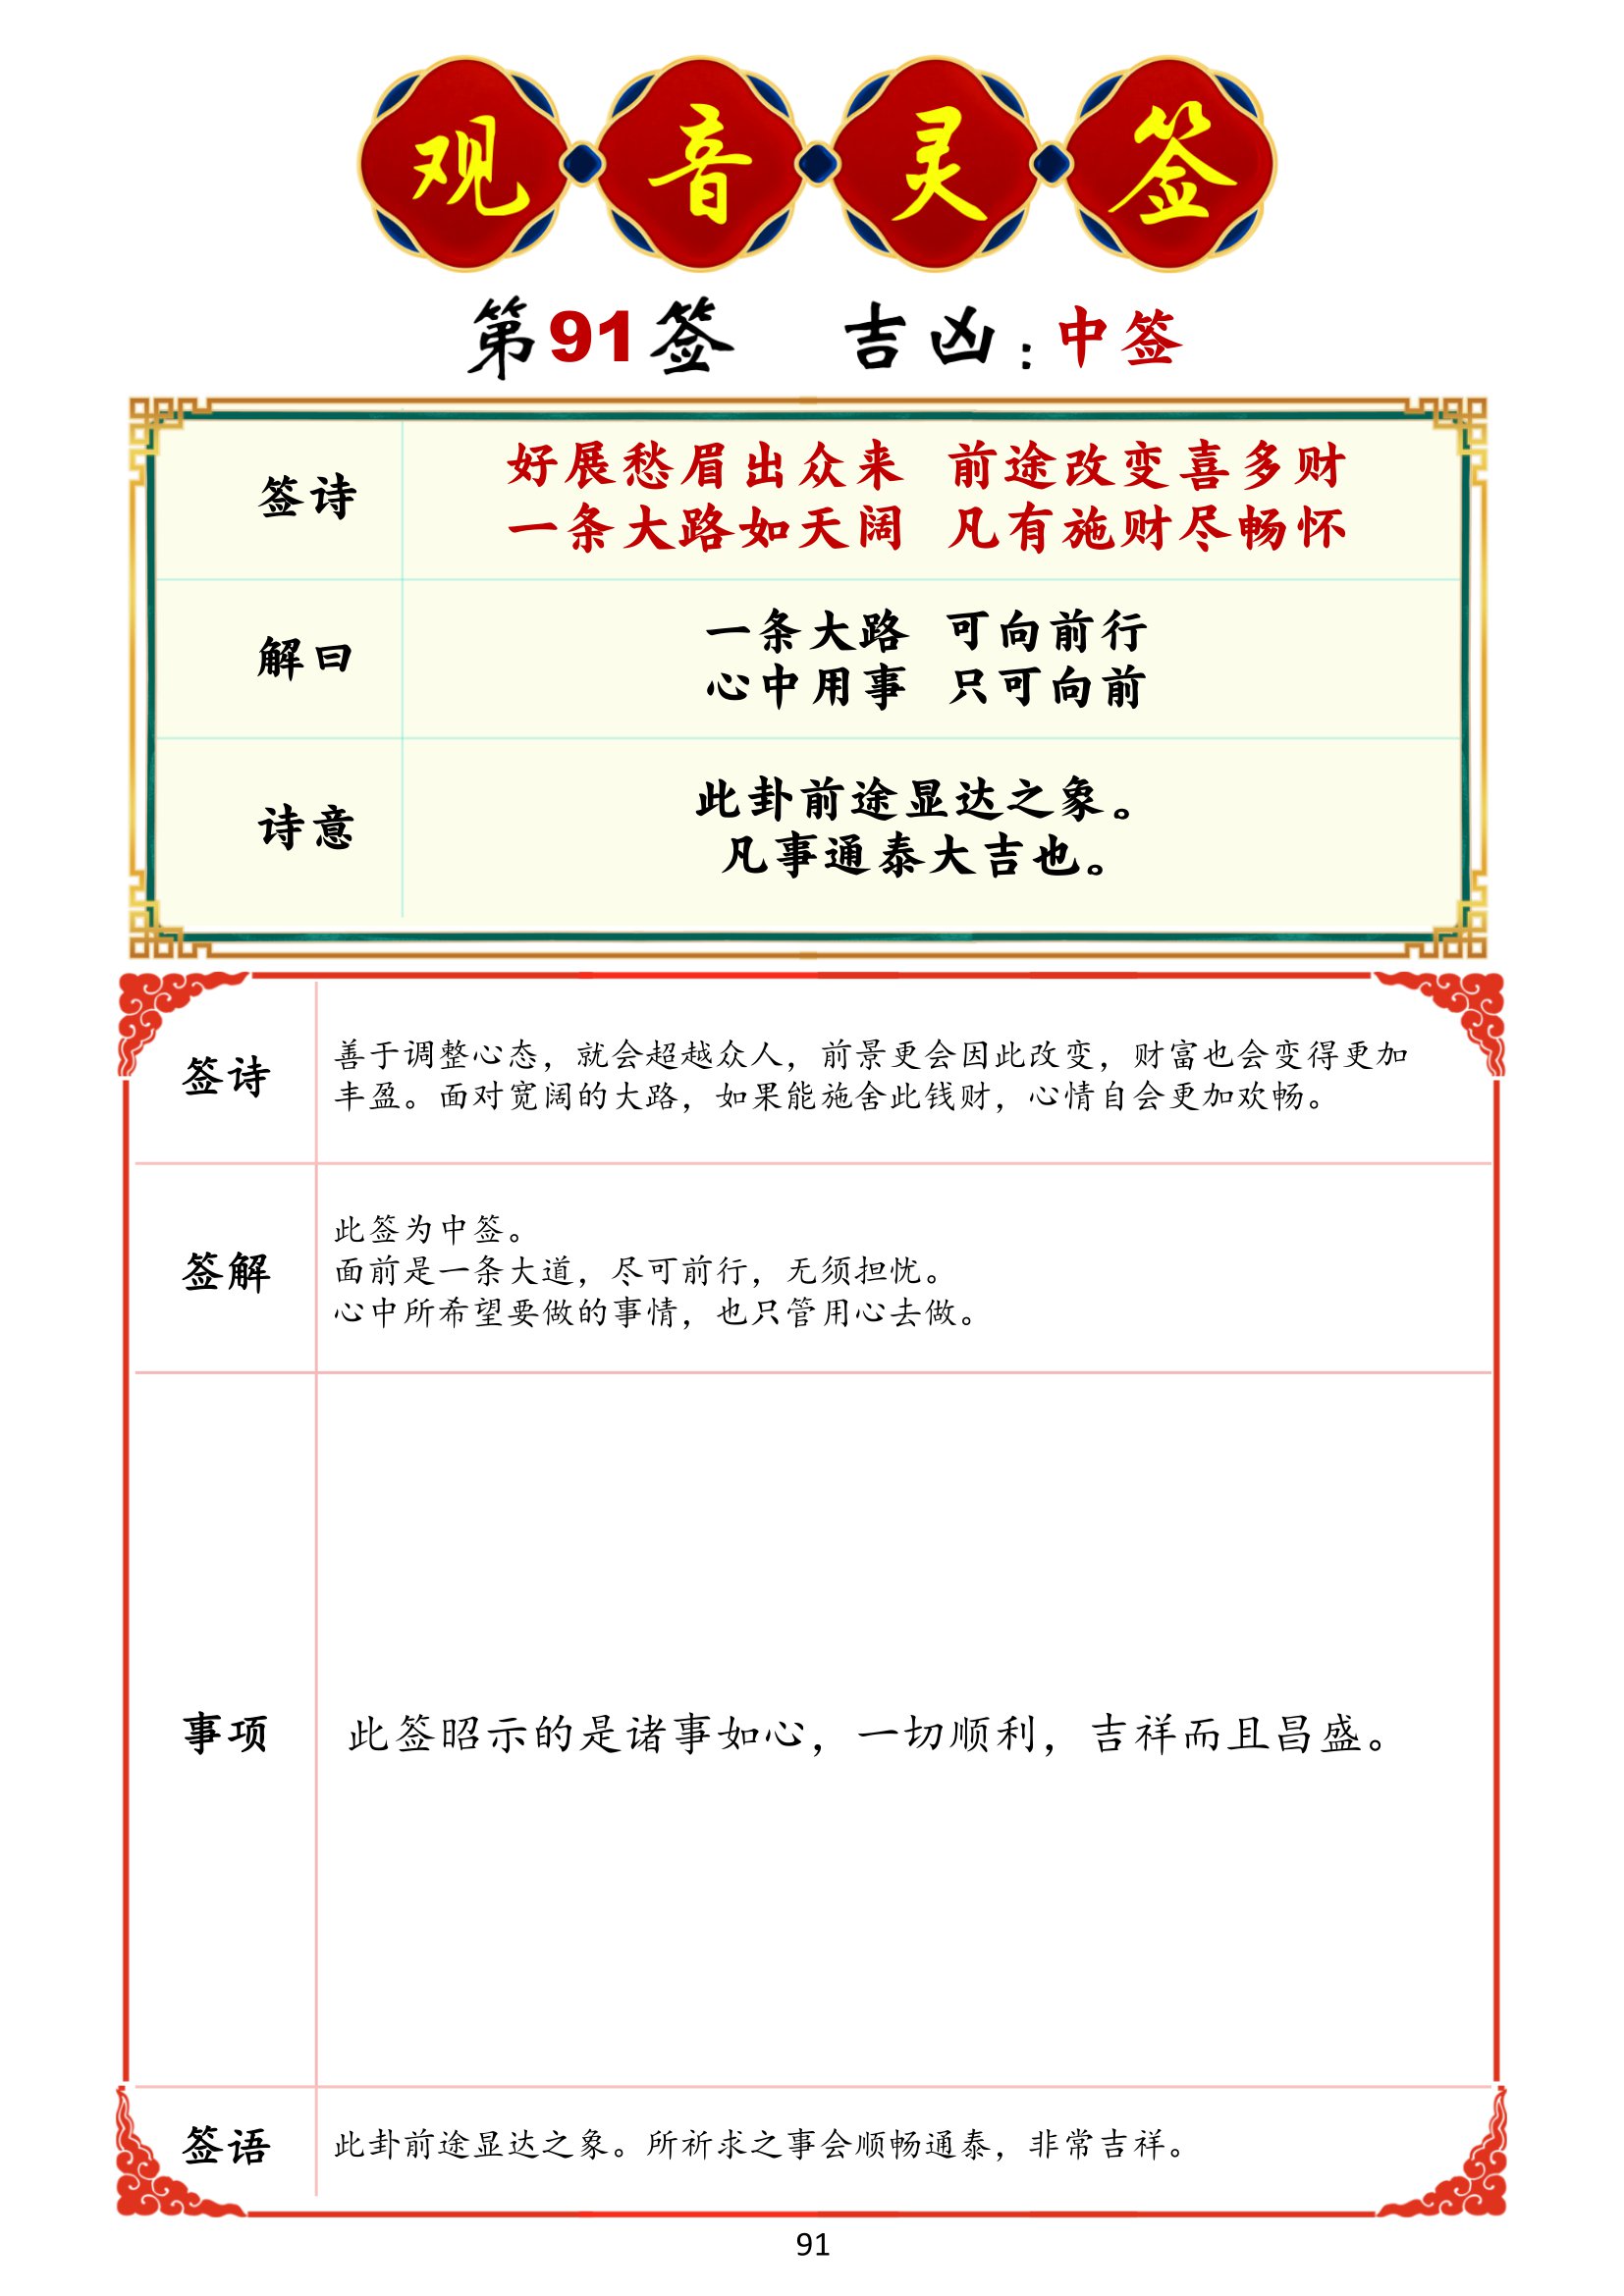 观音灵签
第91签 吉凶：中签
签诗
好展愁眉出众来 前途改变喜多财
一条大路如天阔 凡有施财尽畅怀
解曰
一条大路 可向前行
心中用事 只可向前
诗意
此卦前途显达之象。
凡事通泰大吉也。
签诗
善于调整心态，就会超越众人，前景更会因此改变，财富也会变得更加
丰盈。面对宽阔的大路，如果能施舍此钱财，心情自会更加欢畅。
签解
此签为中签。
面前是一条大道，尽可前行，无须担忧。
心中所希望要做的事情，也只管用心去做。
事项
此签昭示的是诸事如心，一切顺利，吉祥而且昌盛。
签语
此卦前途显达之象。所祈求之事会顺畅通泰，非常吉祥。
91